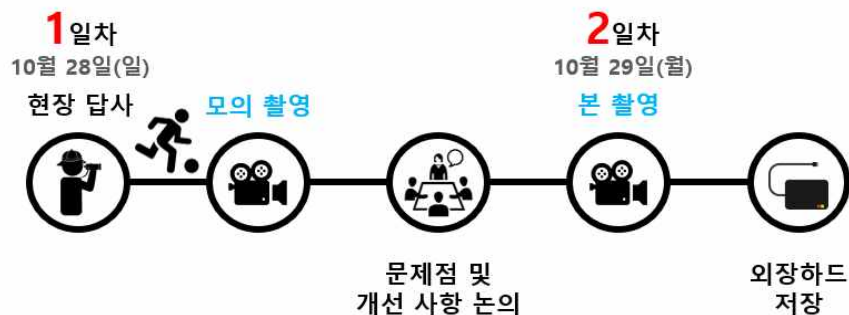 1일차
10월 28일(일)
현장 답사
모의 촬영
문제점 및
개선 사항 논의
2일차
10월 29일(월)
본 촬영
외장하드
저장